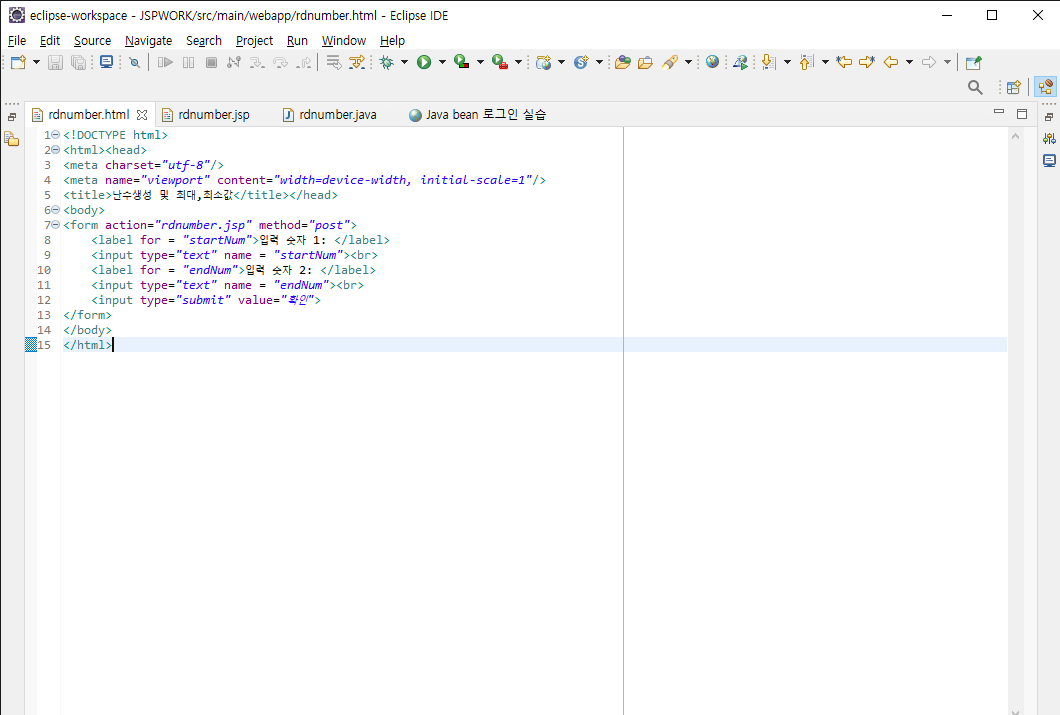 eclipse-workspace - JSPWORK/src/main/webapp/rdnumber.html - Eclipse IDE
File Edit Source Navigate Search Project Run Window Help
rdnumber.html rdnumber.jsp rdnumber.java Java bean 로그인 실습
1 <!DOCTYPE html>
2 <html><head>
3 <meta charset="utf-8"/>
4 <meta name="viewport" content="width=device-width, initial-scale=1"/>
5 <title>난수생성 및 최대,최소값</title></head>
6 <body>
7 <form action="rdnumber.jsp" method="post">
8 <label for = "startNum">입력 숫자 1: </label>
9 <input type="text" name = "startNum"><br>
10 <label for = "endNum">입력 숫자 2: </label>
11 <input type="text" name = "endNum"><br>
12 <input type="submit" value="확인">
13 </form>
14 </body>
15 </html>